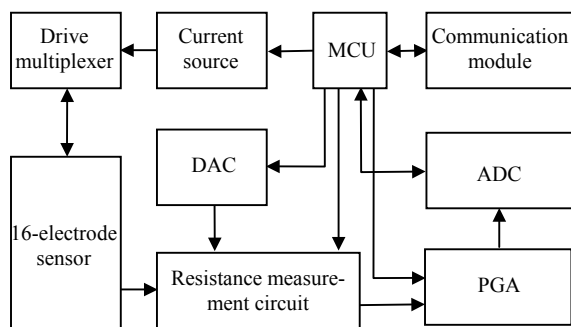 Drive
multiplexer
Current
source
MCU
Communication
module
DAC
ADC
16-electrode
sensor
Resistance measure-
ment circuit
PGA